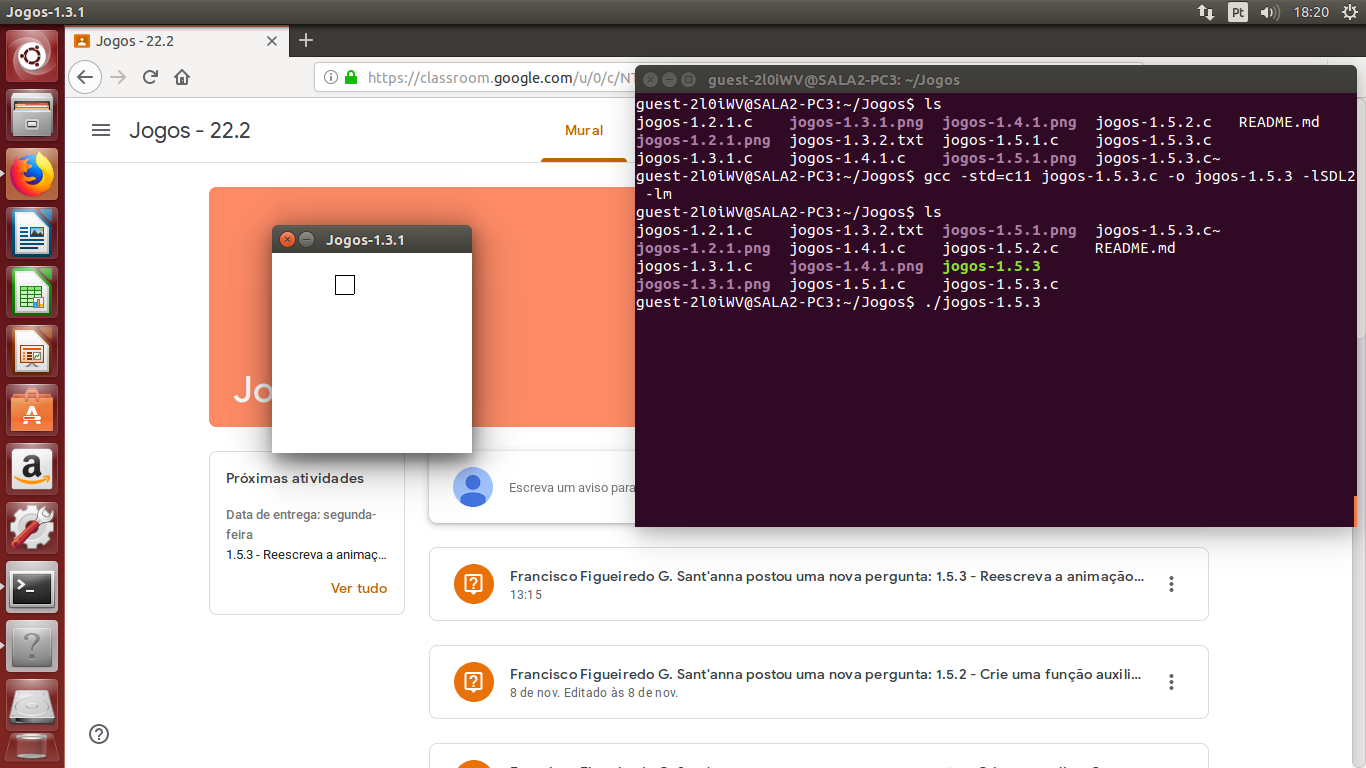 Jogos-1.3.1
Pt
18:20
Jogos - 22.2
https://classroom.google.com/u/0/c/NT
guest-2l0iWV@SALA2-PC3: ~/Jogos
Jogos - 22.2
Mural
guest-2l0iWV@SALA2-PC3:~/Jogos$ ls
jogos-1.2.1.c    jogos-1.3.1.png  jogos-1.4.1.png  jogos-1.5.2.c   README.md
jogos-1.2.1.png  jogos-1.3.2.txt  jogos-1.5.1.c    jogos-1.5.3.c
jogos-1.3.1.c    jogos-1.4.1.c    jogos-1.5.1.png  jogos-1.5.3.c~
guest-2l0iWV@SALA2-PC3:~/Jogos$ gcc -std=c11 jogos-1.5.3.c -o jogos-1.5.3 -lSDL2
 -lm
guest-2l0iWV@SALA2-PC3:~/Jogos$ ls
jogos-1.2.1.c    jogos-1.3.2.txt  jogos-1.5.1.png  jogos-1.5.3.c~
jogos-1.2.1.png  jogos-1.4.1.c    jogos-1.5.2.c    README.md
jogos-1.3.1.c    jogos-1.4.1.png  jogos-1.5.3
jogos-1.3.1.png  jogos-1.5.1.c    jogos-1.5.3.c
guest-2l0iWV@SALA2-PC3:~/Jogos$ ./jogos-1.5.3
Jogos-1.3.1
Jo
Próximas atividades
Data de entrega: segunda-
feira
1.5.3 - Reescreva a animaç...
Ver tudo
Escreva um aviso para
Francisco Figueiredo G. Sant'anna postou uma nova pergunta: 1.5.3 - Reescreva a animação...
13:15
Francisco Figueiredo G. Sant'anna postou uma nova pergunta: 1.5.2 - Crie uma função auxili...
8 de nov. Editado às 8 de nov.